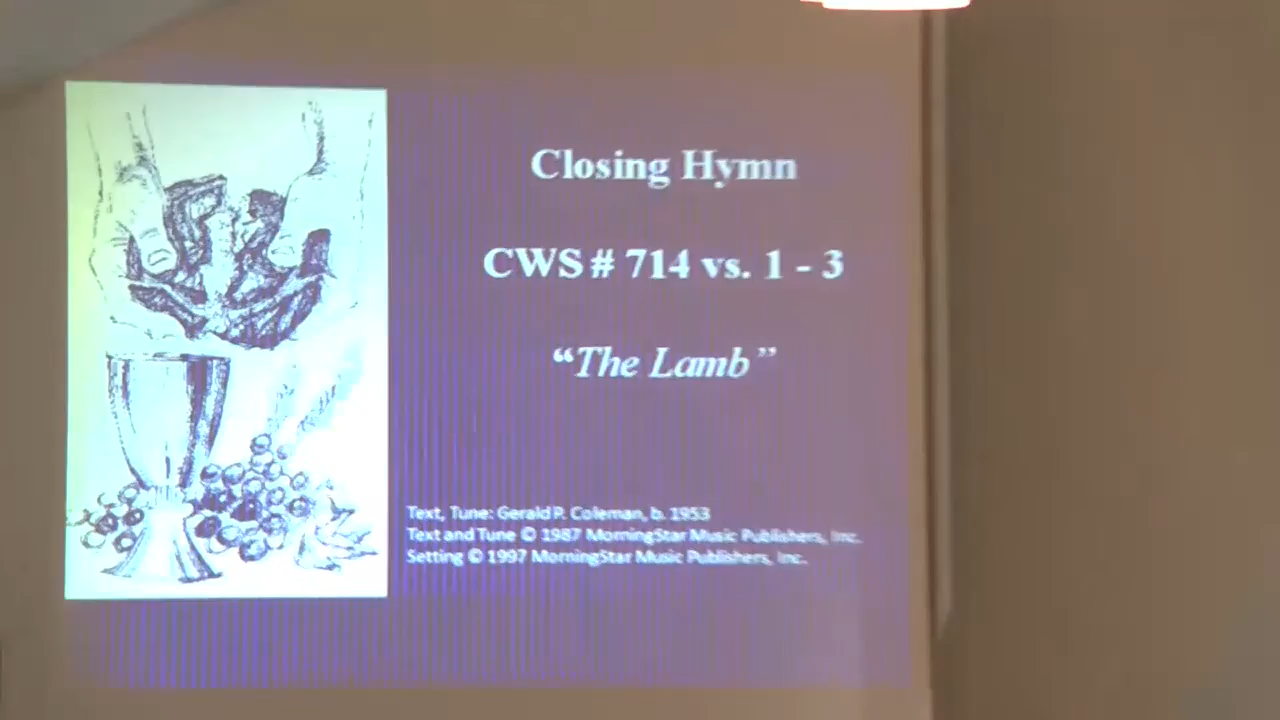 Closing Hymn
CWS # 714 vs. 1 - 3
“The Lamb”
Text, Tune: Gerald P. Coleman, b. 1953
Text and Tune © 1987 MorningStar Music Publishers, Inc.
Setting © 1997 MorningStar Music Publishers, Inc.